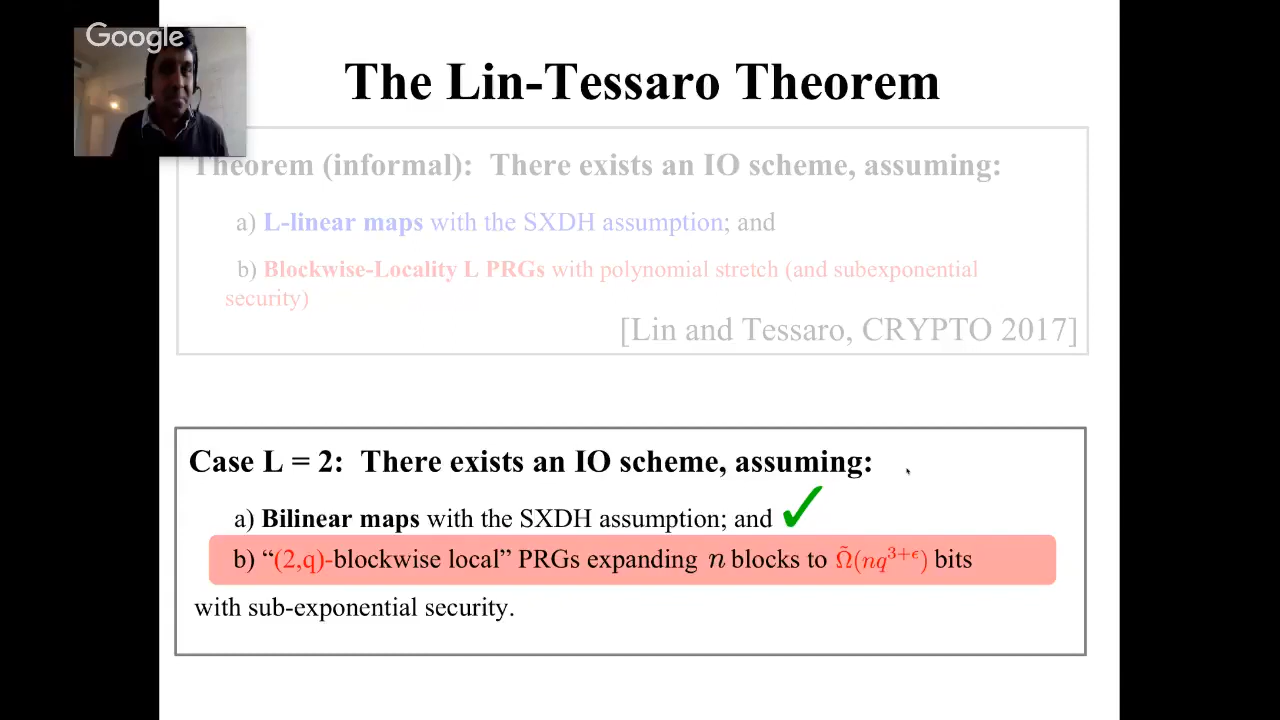 Google
The Lin-Tessaro Theorem
Theorem (informal): There exists an IO scheme, assuming:
a) L-linear maps with the SXDH assumption; and
b) Blockwise-Locality L PRGs with polynomial stretch (and subexponential
security)
[Lin and Tessaro, CRYPTO 2017]
Case L = 2: There exists an IO scheme, assuming:
a) Bilinear maps with the SXDH assumption; and ✓
b) “(2,q)-blockwise local” PRGs expanding n blocks to Ω̃(nq³⁺ᵋ) bits
with sub-exponential security.